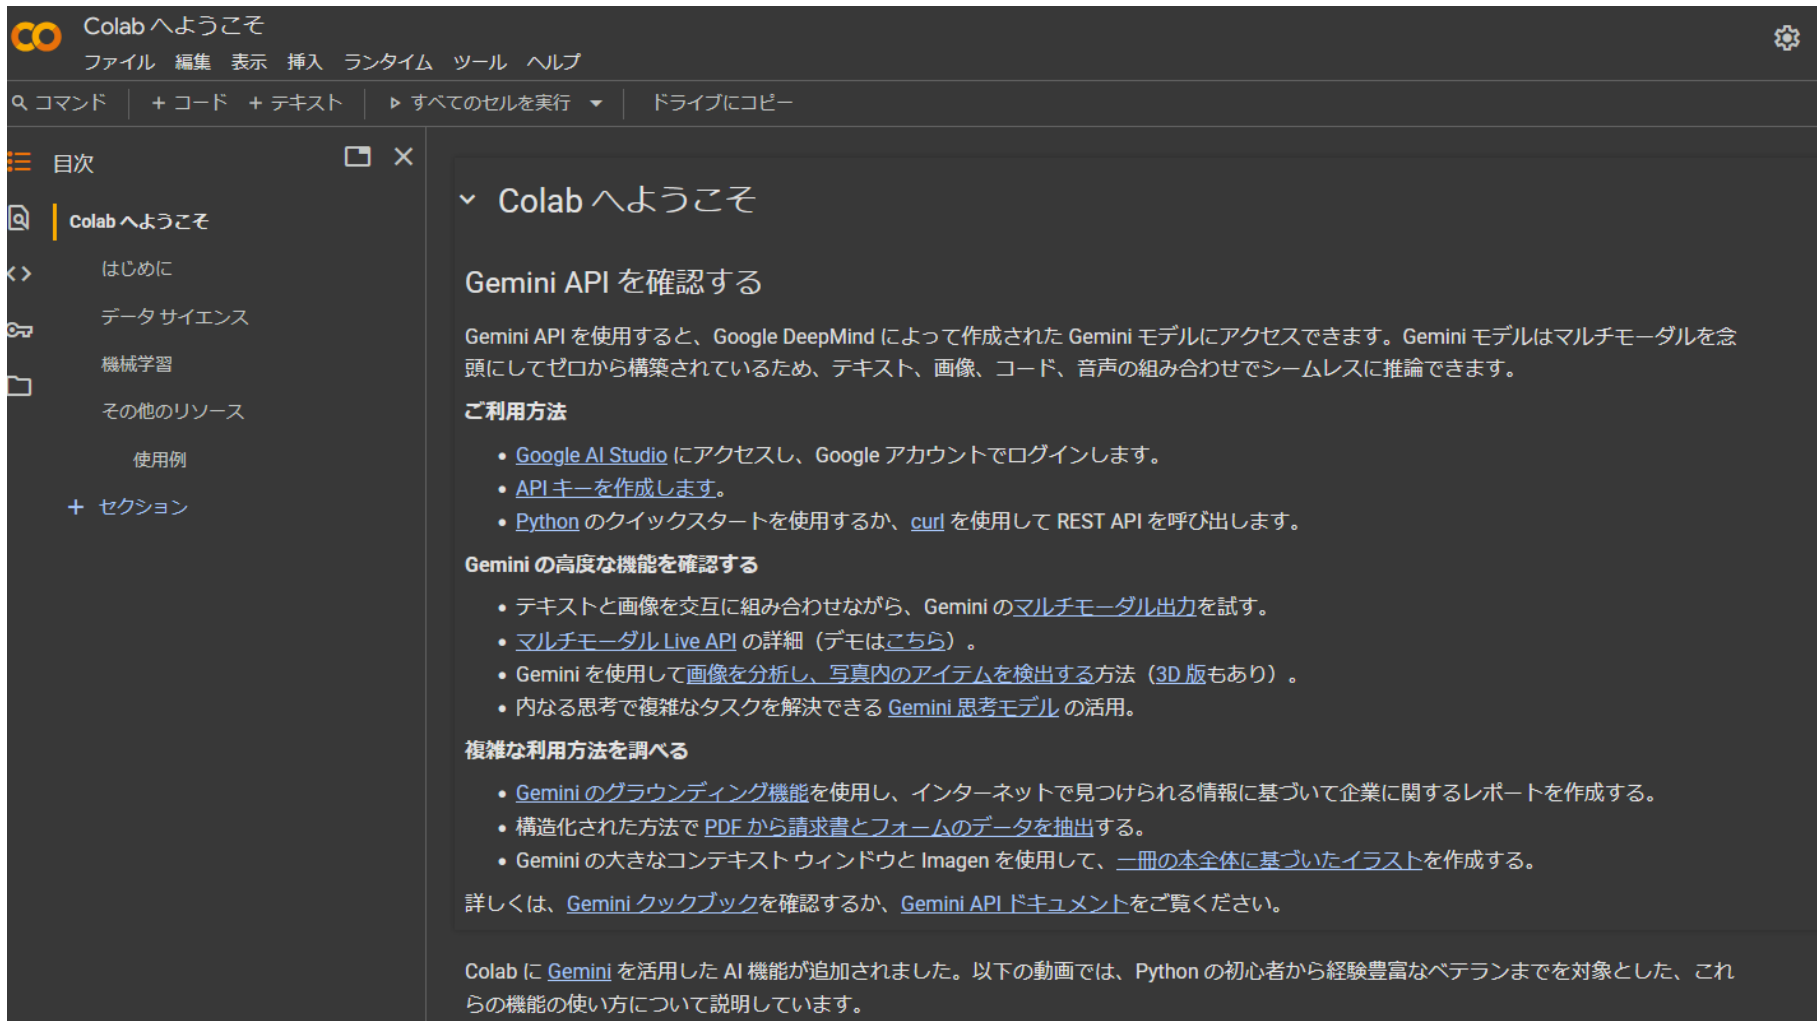 Colab へようこそ
ファイル 編集 表示 挿入 ランタイム ツール ヘルプ
コマンド + コード + テキスト すべてのセルを実行 ドライブにコピー
目次
Colab へようこそ
はじめに
データ サイエンス
機械学習
その他のリソース
使用例
+ セクション
Colab へようこそ
Gemini API を確認する
Gemini API を使用すると、Google DeepMind によって作成された Gemini モデルにアクセスできます。Gemini モデルはマルチモーダルを念
頭にしてゼロから構築されているため、テキスト、画像、コード、音声の組み合わせでシームレスに推論できます。
ご利用方法
• Google AI Studio にアクセスし、Google アカウントでログインします。
• API キーを作成します。
• Python のクイックスタートを使用するか、curl を使用して REST API を呼び出します。
Gemini の高度な機能を確認する
• テキストと画像を交互に組み合わせながら、Gemini のマルチモーダル出力を試す。
• マルチモーダル Live API の詳細（デモはこちら）。
• Gemini を使用して画像を分析し、写真内のアイテムを検出する方法（3D 版もあり）。
• 内なる思考で複雑なタスクを解決できる Gemini 思考モデル の活用。
複雑な利用方法を調べる
• Gemini のグラウンディング機能を使用し、インターネットで見つけられる情報に基づいて企業に関するレポートを作成する。
• 構造化された方法で PDF から請求書とフォームのデータを抽出する。
• Gemini の大きなコンテキスト ウィンドウと Imagen を使用して、一冊の本全体に基づいたイラストを作成する。
詳しくは、Gemini クックブックを確認するか、Gemini API ドキュメントをご覧ください。
Colab に Gemini を活用した AI 機能が追加されました。以下の動画では、Python の初心者から経験豊富なベテランまでを対象とした、これ
らの機能の使い方について説明しています。